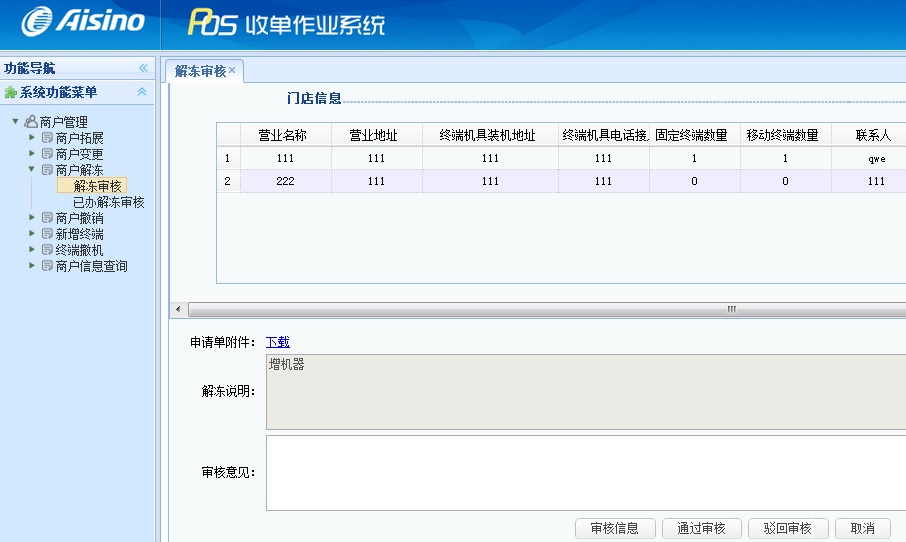 Aisino POS 收单作业系统
功能导航
系统功能菜单
商户管理
商户拓展
商户变更
商户解冻
解冻审核
已办解冻审核
商户撤销
新增终端
终端撤机
商户信息查询
解冻审核
门店信息
营业名称 营业地址 终端机具装机地址 终端机具电话接 固定终端数量 移动终端数量 联系人
1 111 111 111 111 1 1 qwe
2 222 111 111 111 0 0 111
申请单附件: 下载
解冻说明: 增机器
审核意见:
审核信息 通过审核 驳回审核 取消